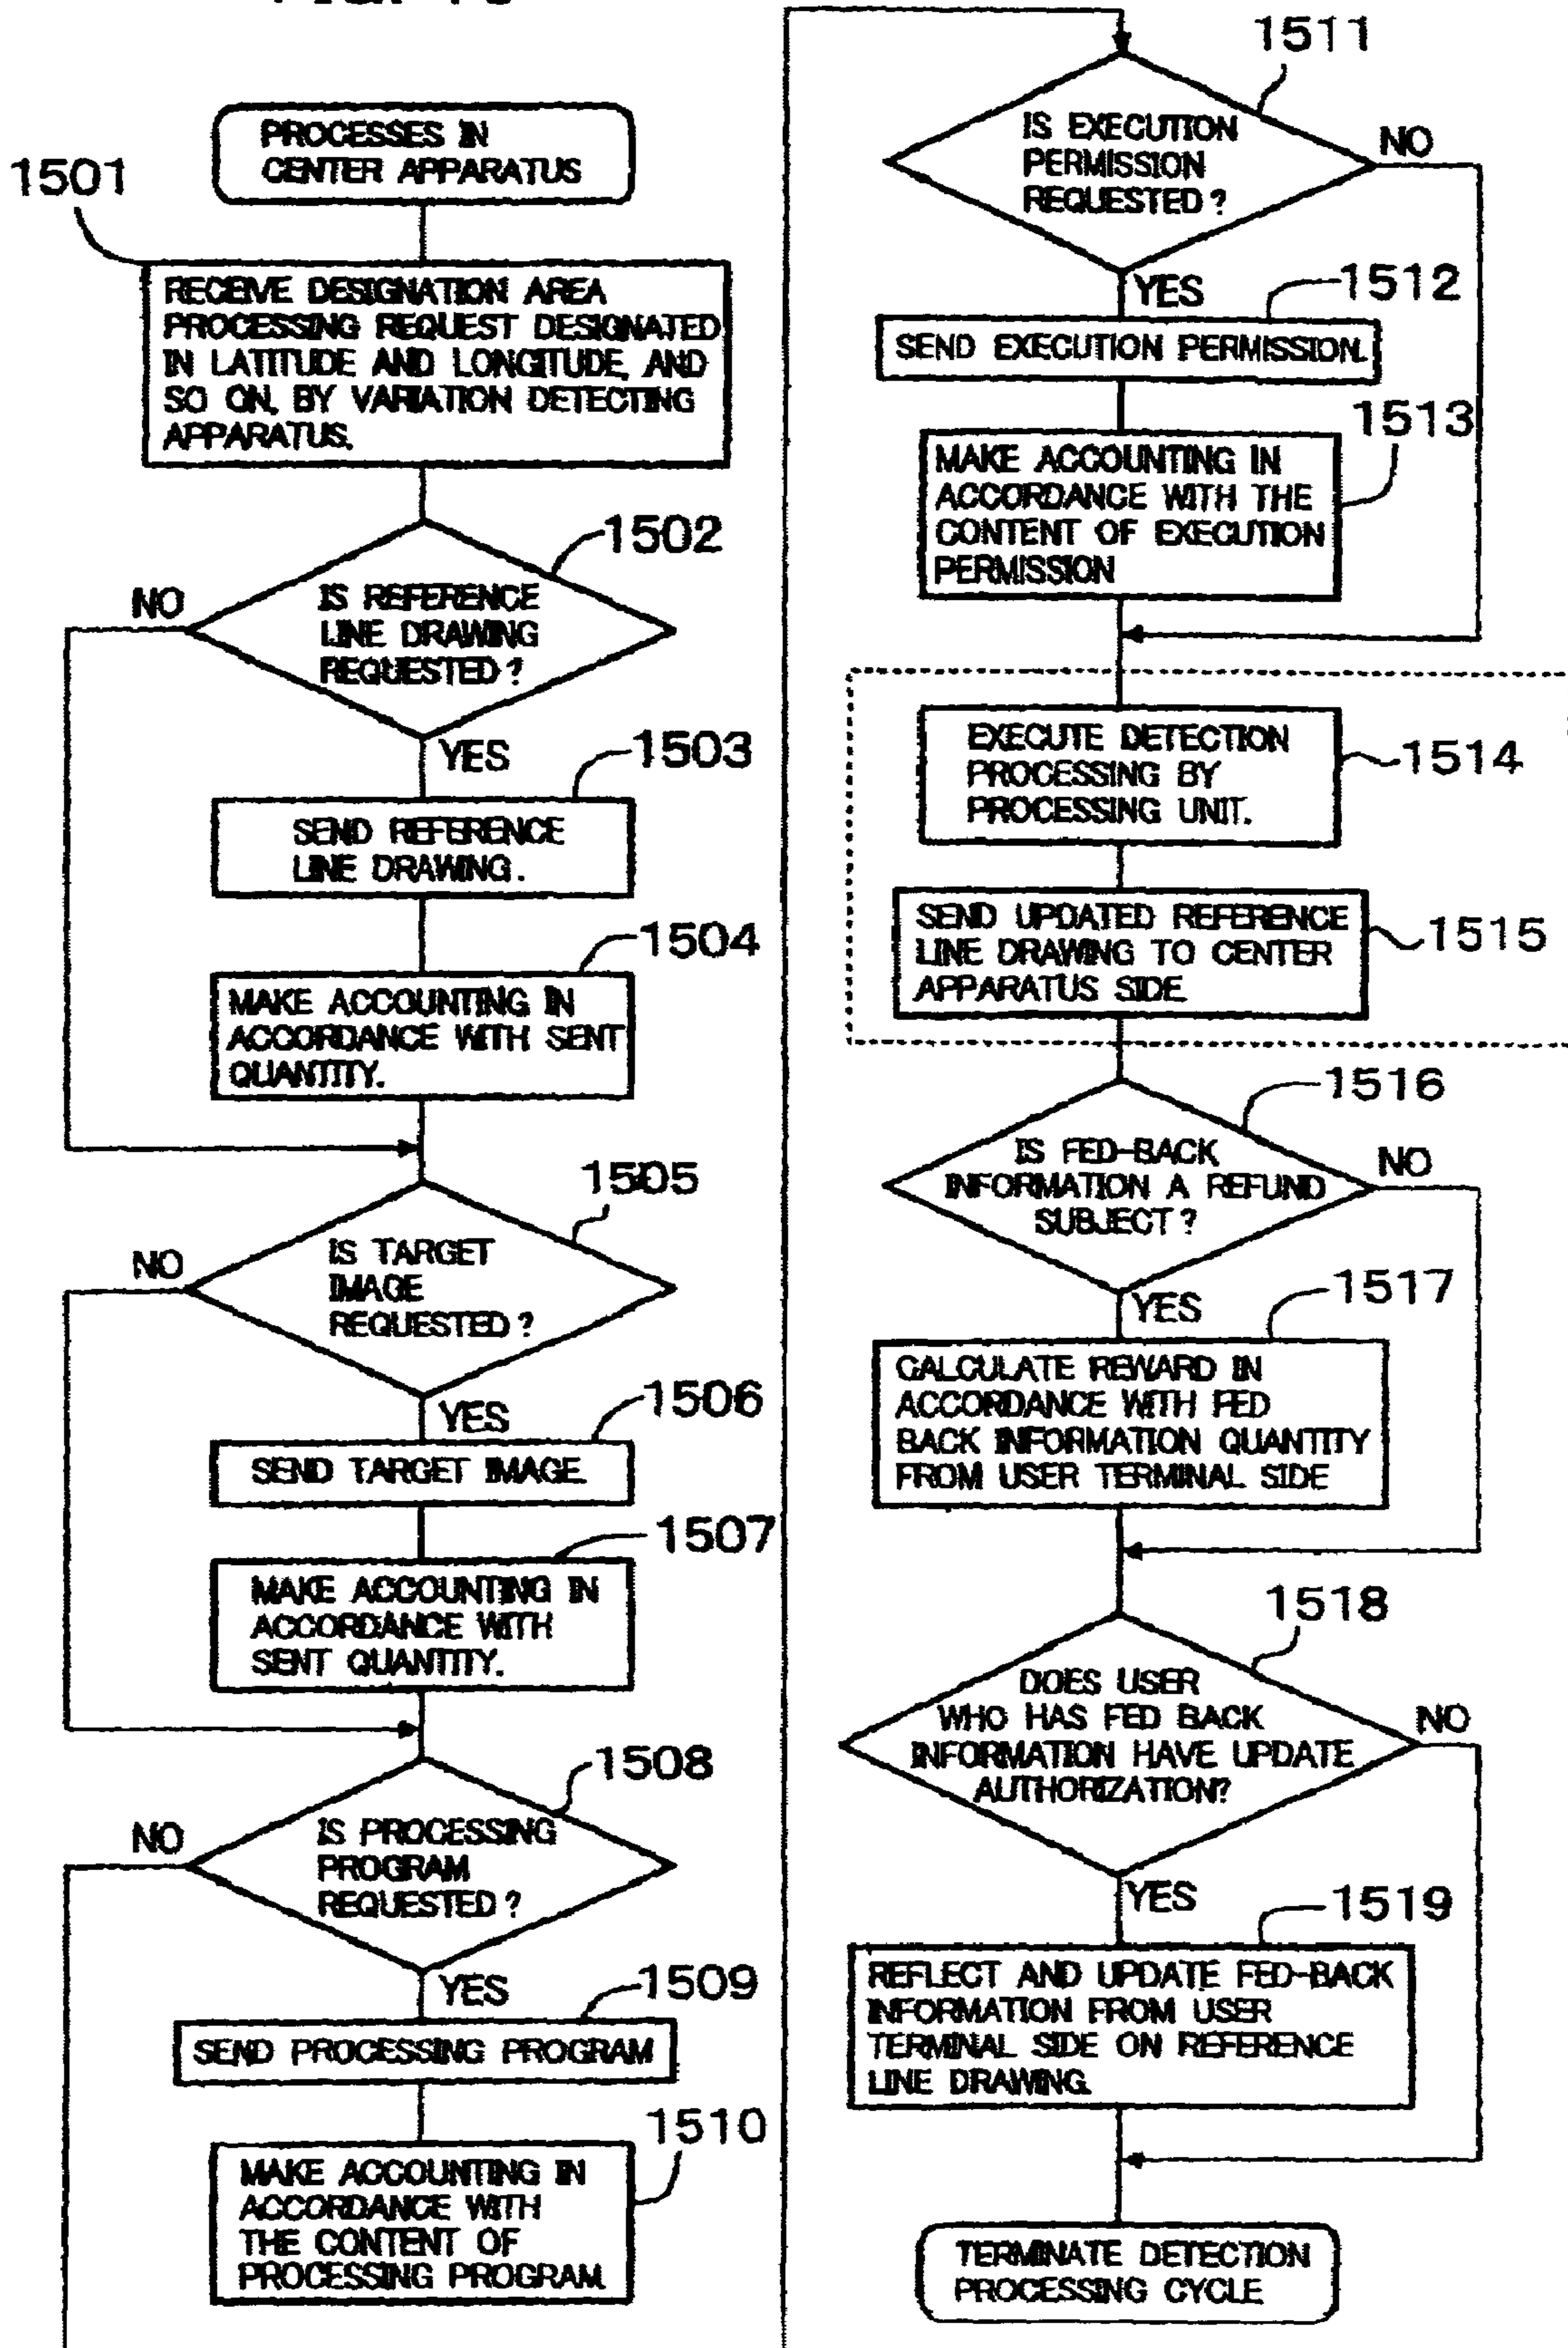 PROCESSES IN
CENTER APPARATUS
1501
RECEIVE DESIGNATION AREA
PROCESSING REQUEST DESIGNATED
IN LATITUDE AND LONGITUDE, AND
SO ON, BY VARIATION DETECTING
APPARATUS.
1502
NO
IS REFERENCE
LINE DRAWING
REQUESTED?
YES
1503
SEND REFERENCE
LINE DRAWING.
1504
MAKE ACCOUNTING IN
ACCORDANCE WITH SENT
QUANTITY.
1505
NO
IS TARGET
IMAGE
REQUESTED?
YES
1506
SEND TARGET IMAGE.
1507
MAKE ACCOUNTING IN
ACCORDANCE WITH
SENT QUANTITY.
1508
NO
IS PROCESSING
PROGRAM
REQUESTED?
YES
1509
SEND PROCESSING PROGRAM
1510
MAKE ACCOUNTING IN
ACCORDANCE WITH
THE CONTENT OF
PROCESSING PROGRAM.
1511
IS EXECUTION
PERMISSION
REQUESTED?
NO
YES
1512
SEND EXECUTION PERMISSION.
1513
MAKE ACCOUNTING IN
ACCORDANCE WITH THE
CONTENT OF EXECUTION
PERMISSION
EXECUTE DETECTION
PROCESSING BY
PROCESSING UNIT.
1514
SEND UPDATED REFERENCE
LINE DRAWING TO CENTER
APPARATUS SIDE.
1515
1516
IS FED-BACK
INFORMATION A REFUND
SUBJECT?
NO
YES
1517
CALCULATE REWARD IN
ACCORDANCE WITH FED
BACK INFORMATION QUANTITY
FROM USER TERMINAL SIDE
1518
DOES USER
WHO HAS FED BACK
INFORMATION HAVE UPDATE
AUTHORIZATION?
NO
YES
1519
REFLECT AND UPDATE FED-BACK
INFORMATION FROM USER
TERMINAL SIDE ON REFERENCE
LINE DRAWING.
TERMINATE DETECTION
PROCESSING CYCLE